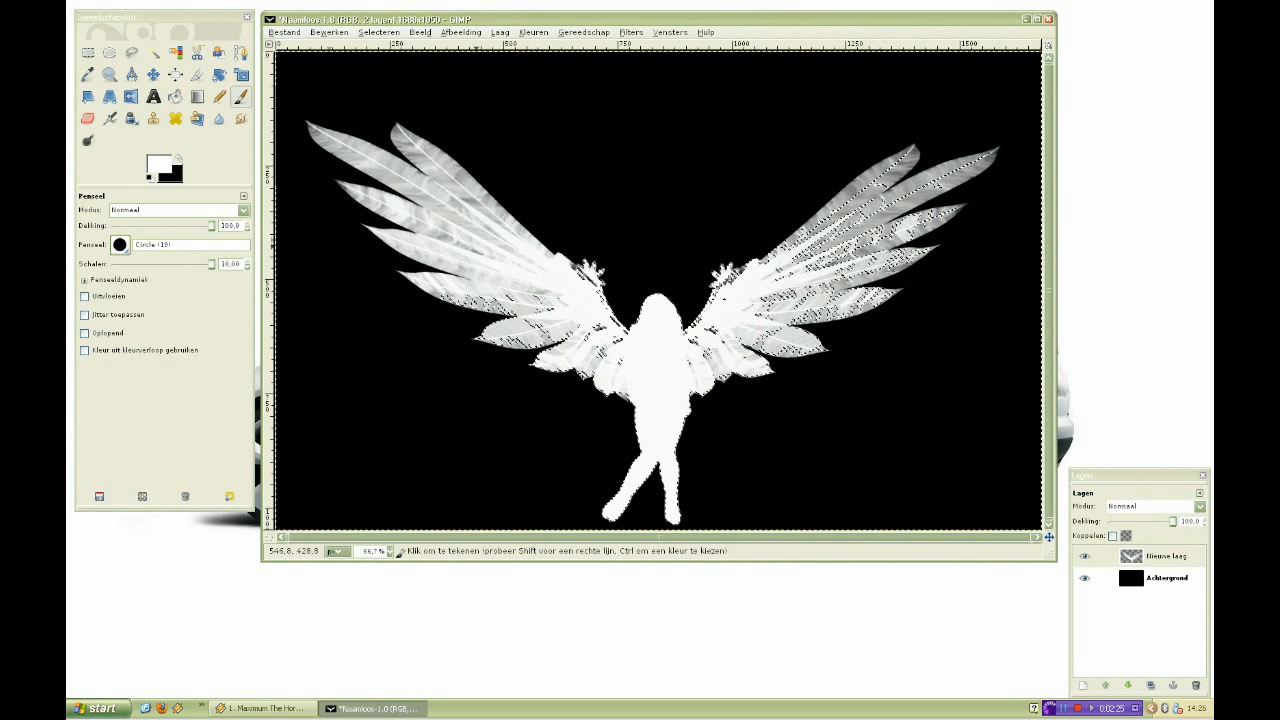 Gereedschapskist
*Naamloos-1.0 (RGB, 2 lagen) 1680x1050 – GIMP
Bestand Bewerken Selecteren Beeld Afbeelding Laag Kleuren Gereedschap Filters Vensters Hulp
250 500 750 1000 1250 1500
Penseel
Modus: Normaal
Dekking: 100,0
Penseel: Circle (19)
Schalen: 10,00
Penseeldynamiek
Uitvloeien
Jitter toepassen
Oplopend
Kleur uit kleurverloop gebruiken
546,8, 428,8 px 66,7% Klik om te tekenen (probeer Shift voor een rechte lijn, Ctrl om een kleur te kiezen)
Lagen
Lagen
Modus: Normaal
Dekking: 100,0
Koppelen:
Nieuwe laag
Achtergrond
start
1. Maximum The Hor...
*Naamloos-1.0 (RGB,...
0:02:25
14:26